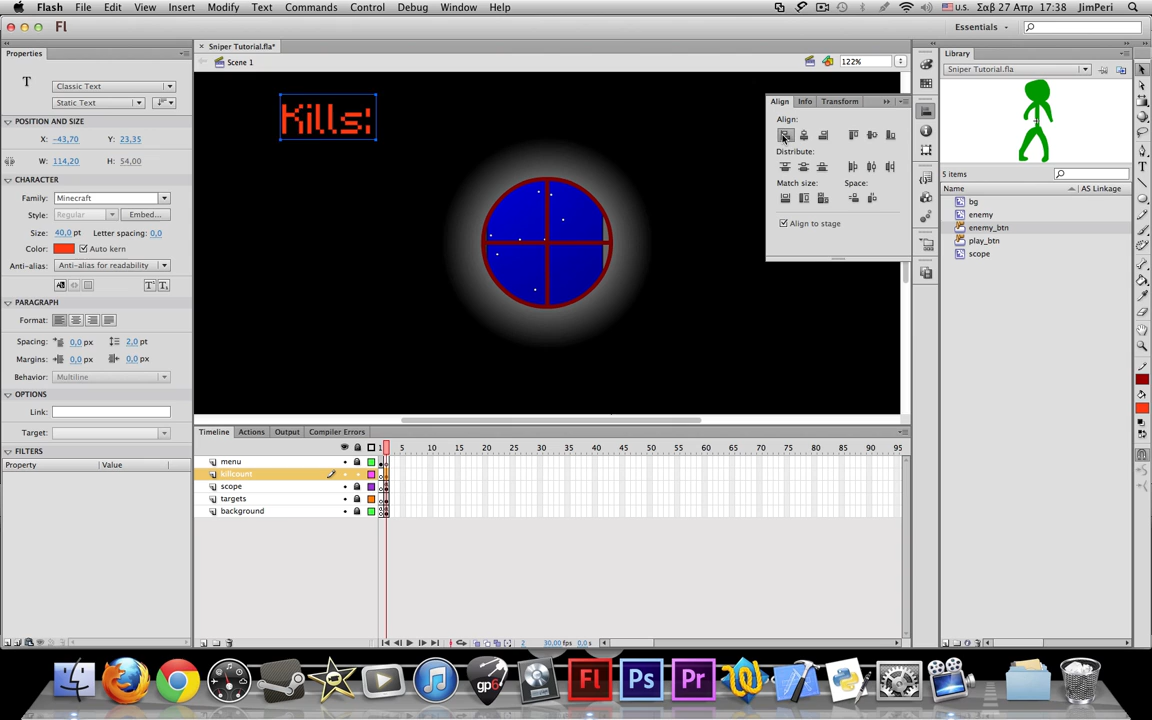 Flash File Edit View Insert Modify Text Commands Control Debug Window Help U.S. Σαβ 27 Απρ 17:38 JimPeri
Fl Essentials
Properties
Sniper Tutorial.fla*
Scene 1
122%
T
Classic Text
Static Text
POSITION AND SIZE
X: -43,70 Y: 23,35
W: 114,20 H: 54,00
CHARACTER
Family: Minecraft
Style: Regular Embed...
Size: 40,0 pt Letter spacing: 0,0
Color: Auto kern
Anti-alias: Anti-alias for readability
PARAGRAPH
Format:
Spacing: 0,0 px 2,0 pt
Margins: 0,0 px 0,0 px
Behavior: Multiline
OPTIONS
Link:
Target:
FILTERS
Property Value
Kills:
Align Info Transform
Align:
Distribute:
Match size: Space:
Align to stage
Library
Sniper Tutorial.fla
5 items
Name AS Linkage
bg
enemy
enemy_btn
play_btn
scope
Timeline Actions Output Compiler Errors
1 5 10 15 20 25 30 35 40 45 50 55 60 65 70 75 80 85 90 95
menu
killcount
scope
targets
background
2 30,00 fps 0,0 s
gp6 Fl Ps Pr